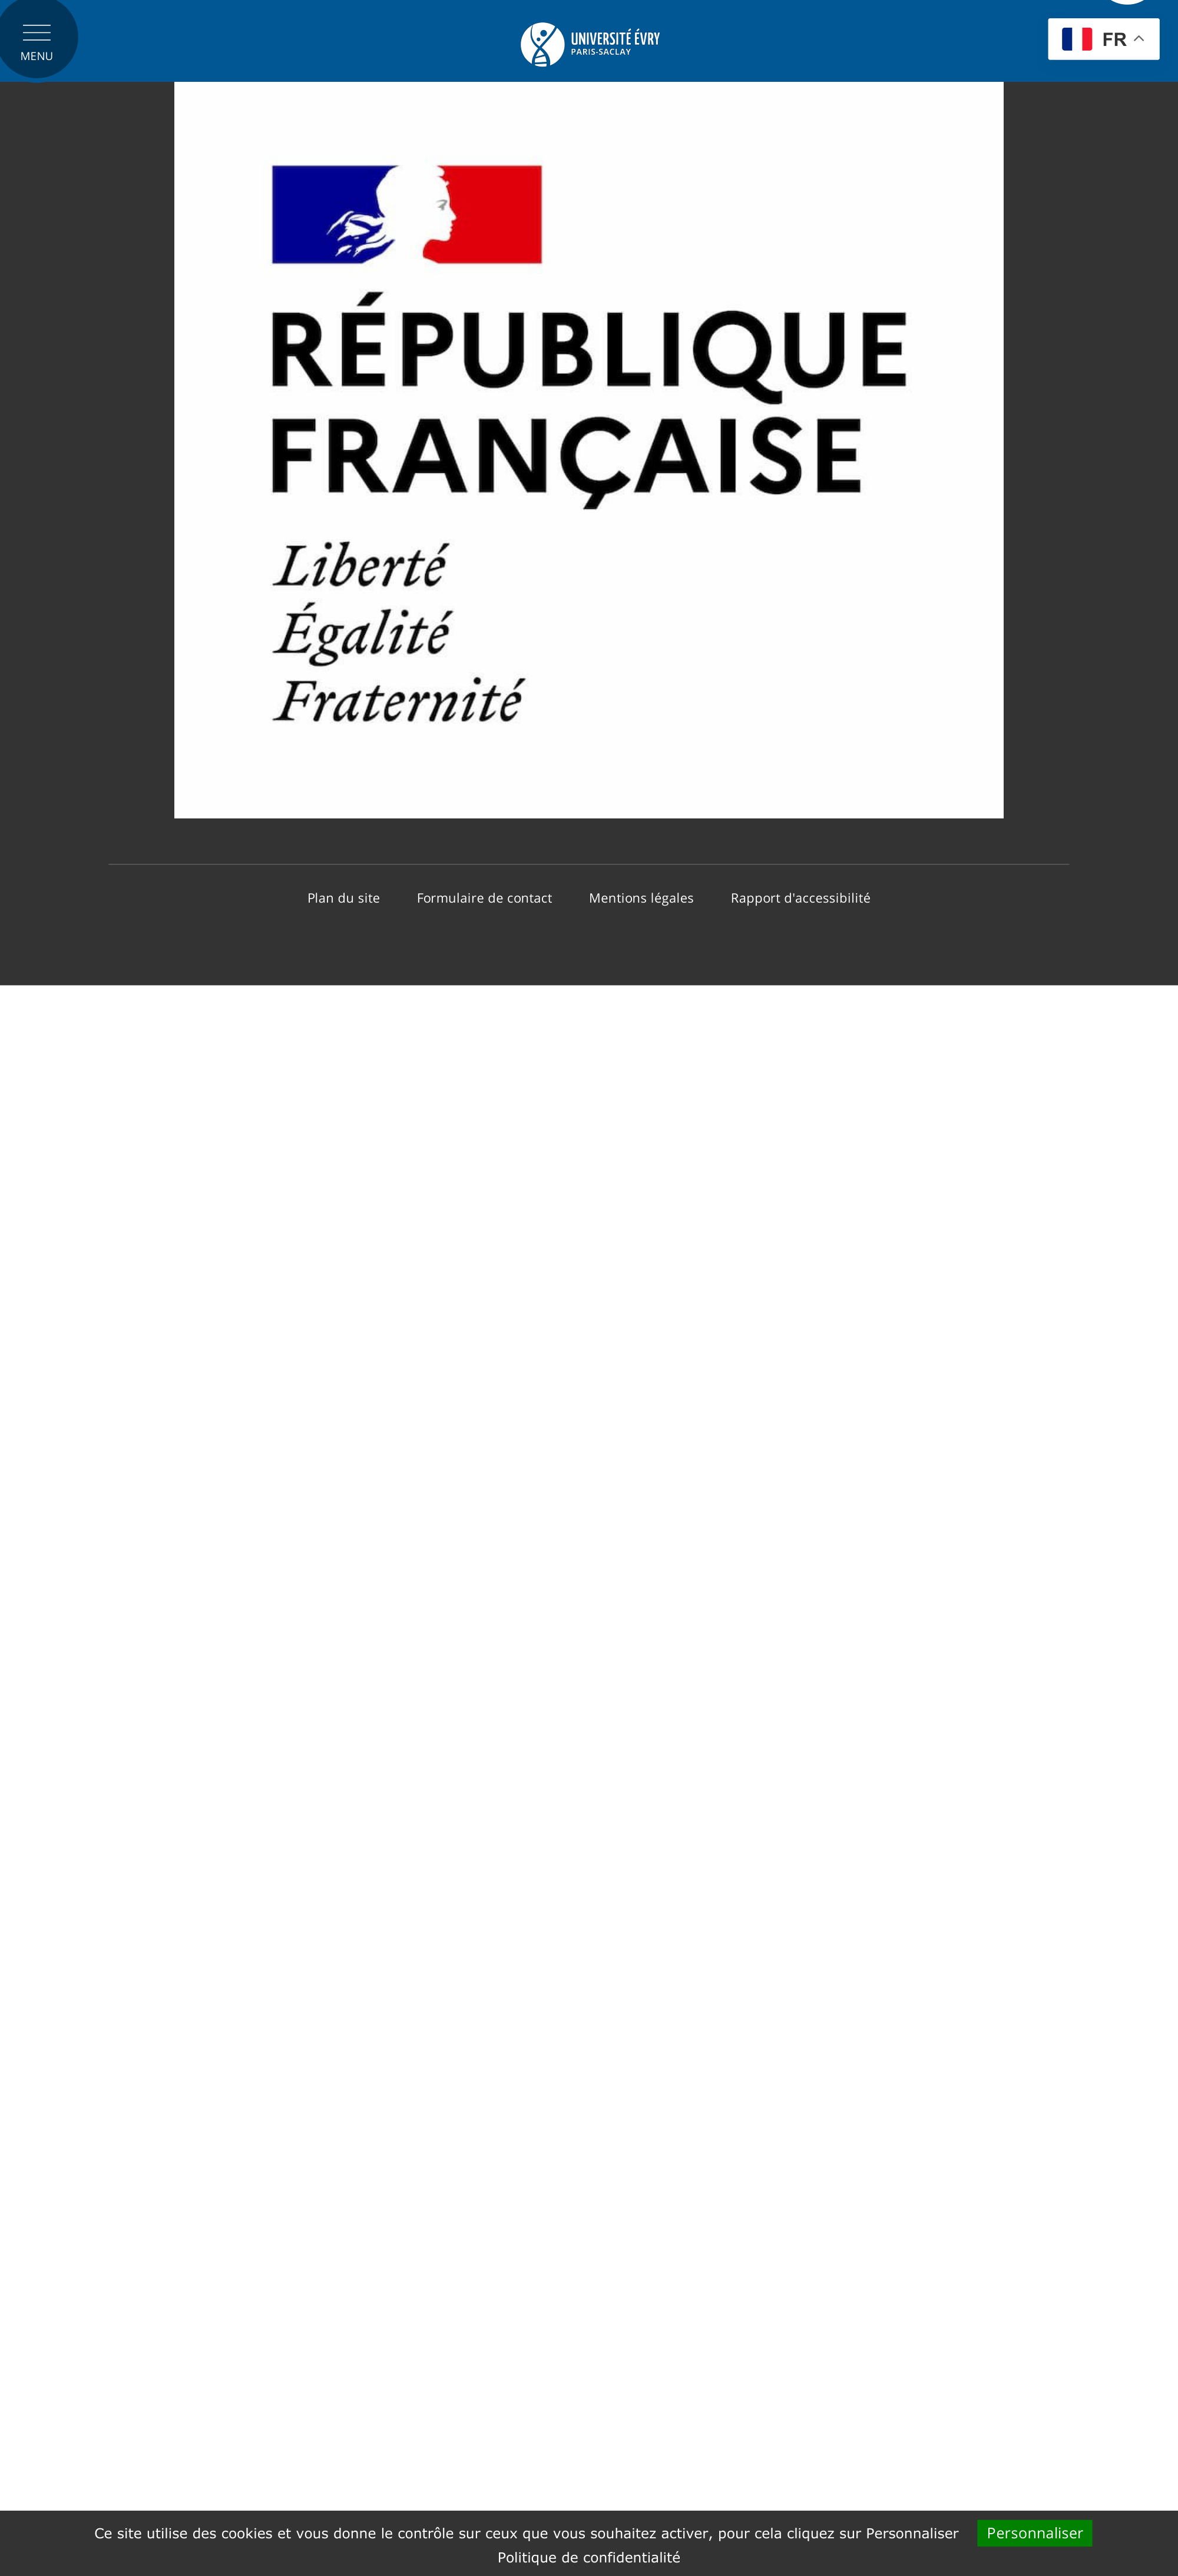 MENU
UNIVERSITÉ ÉVRY
PARIS-SACLAY
FR
RÉPUBLIQUE
FRANÇAISE
Liberté
Égalité
Fraternité
Plan du site Formulaire de contact Mentions légales Rapport d'accessibilité
Ce site utilise des cookies et vous donne le contrôle sur ceux que vous souhaitez activer, pour cela cliquez sur Personnaliser Personnaliser
Politique de confidentialité